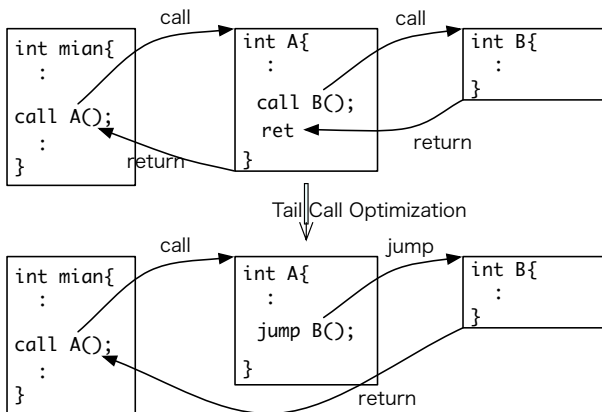 call
call
int mian{
:
call A();
:
}
int A{
:
call B();
ret
}
int B{
:
}
return
return
Tail Call Optimization
call
jump
int mian{
:
call A();
:
}
int A{
:
jump B();
}
int B{
:
}
return